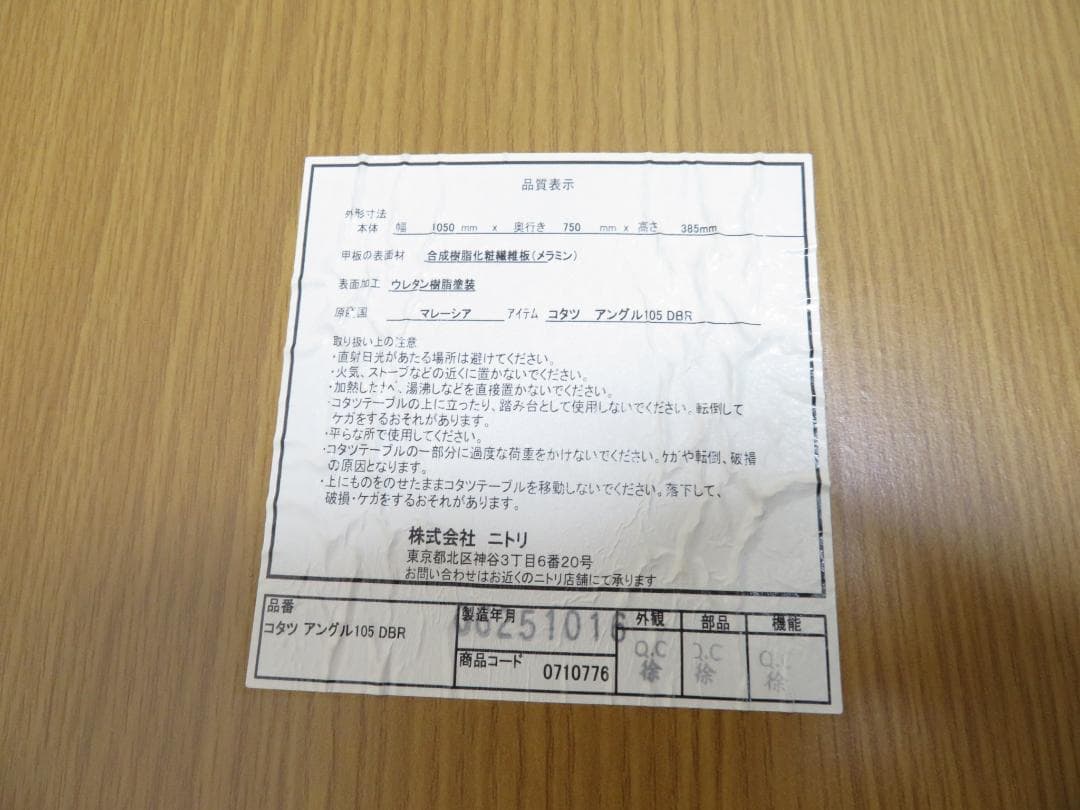 品質表示
外形寸法
本体 幅 1050 mm x 奥行き 750 mm x 高さ 385mm
甲板の表面材 合成樹脂化粧繊維板(メラミン)
表面加工 ウレタン樹脂塗装
原産国 マレーシア アイテム コタツ アングル105 DBR
取り扱い上の注意
・直射日光があたる場所は避けてください。
・火気、ストーブなどの近くに置かないでください。
・加熱したナベ、湯沸しなどを直接置かないでください。
・コタツテーブルの上に立ったり、踏み台として使用しないでください。転倒して
ケガをするおそれがあります。
・平らな所で使用してください。
・コタツテーブルの一部分に過度な荷重をかけないでください。ケガや転倒、破損
の原因となります。
・上にものをのせたままコタツテーブルを移動しないでください。落下して、
破損・ケガをするおそれがあります。
株式会社 ニトリ
東京都北区神谷3丁目6番20号
お問い合わせはお近くのニトリ店舗にて承ります
品番
コタツ アングル105 DBR
製造年月
商品コード 0710776
外観 部品 機能
Q.C Q.C Q.C
徐 徐 徐